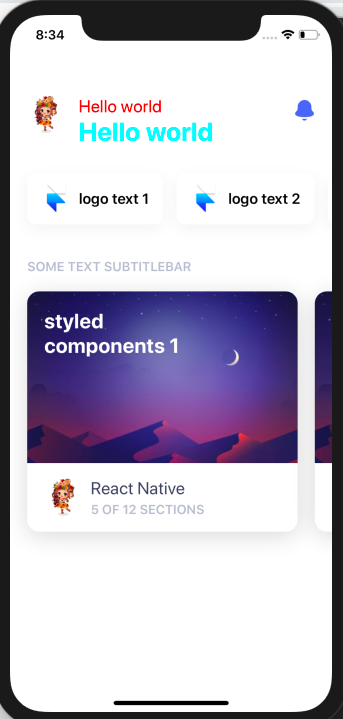 8:34
Hello world
Hello world
logo text 1
logo text 2
SOME TEXT SUBTITLEBAR
styled
components 1
React Native
5 OF 12 SECTIONS